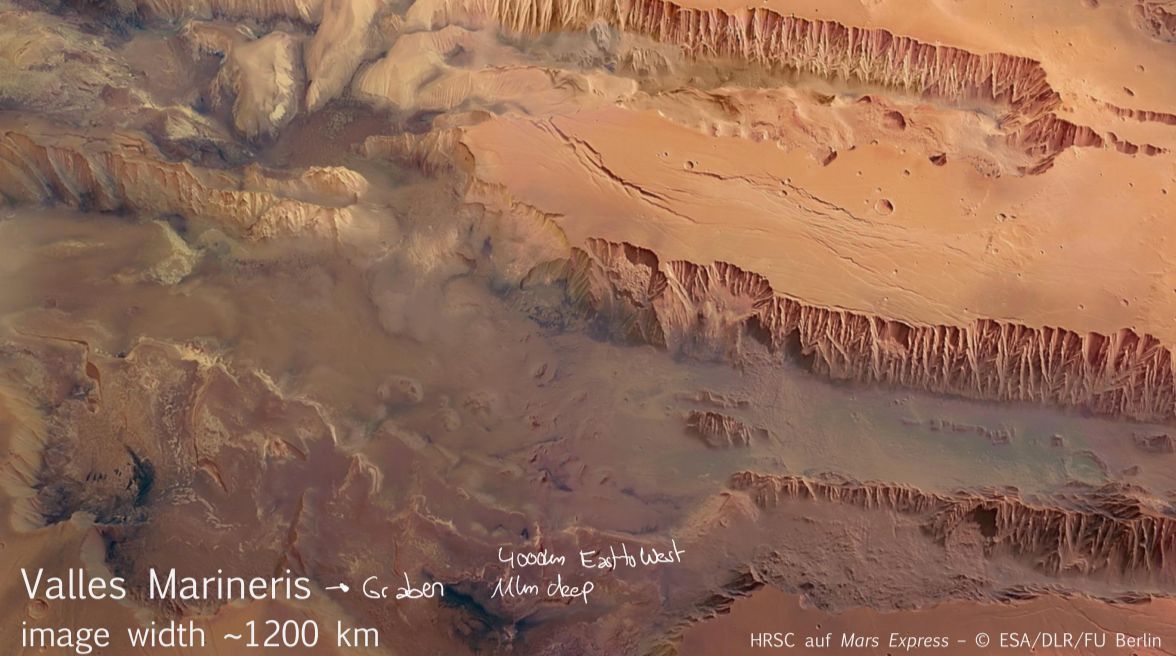 4000km East to West
Valles Marineris → Graben 11km deep
image width ~1200 km
HRSC auf Mars Express – © ESA/DLR/FU Berlin